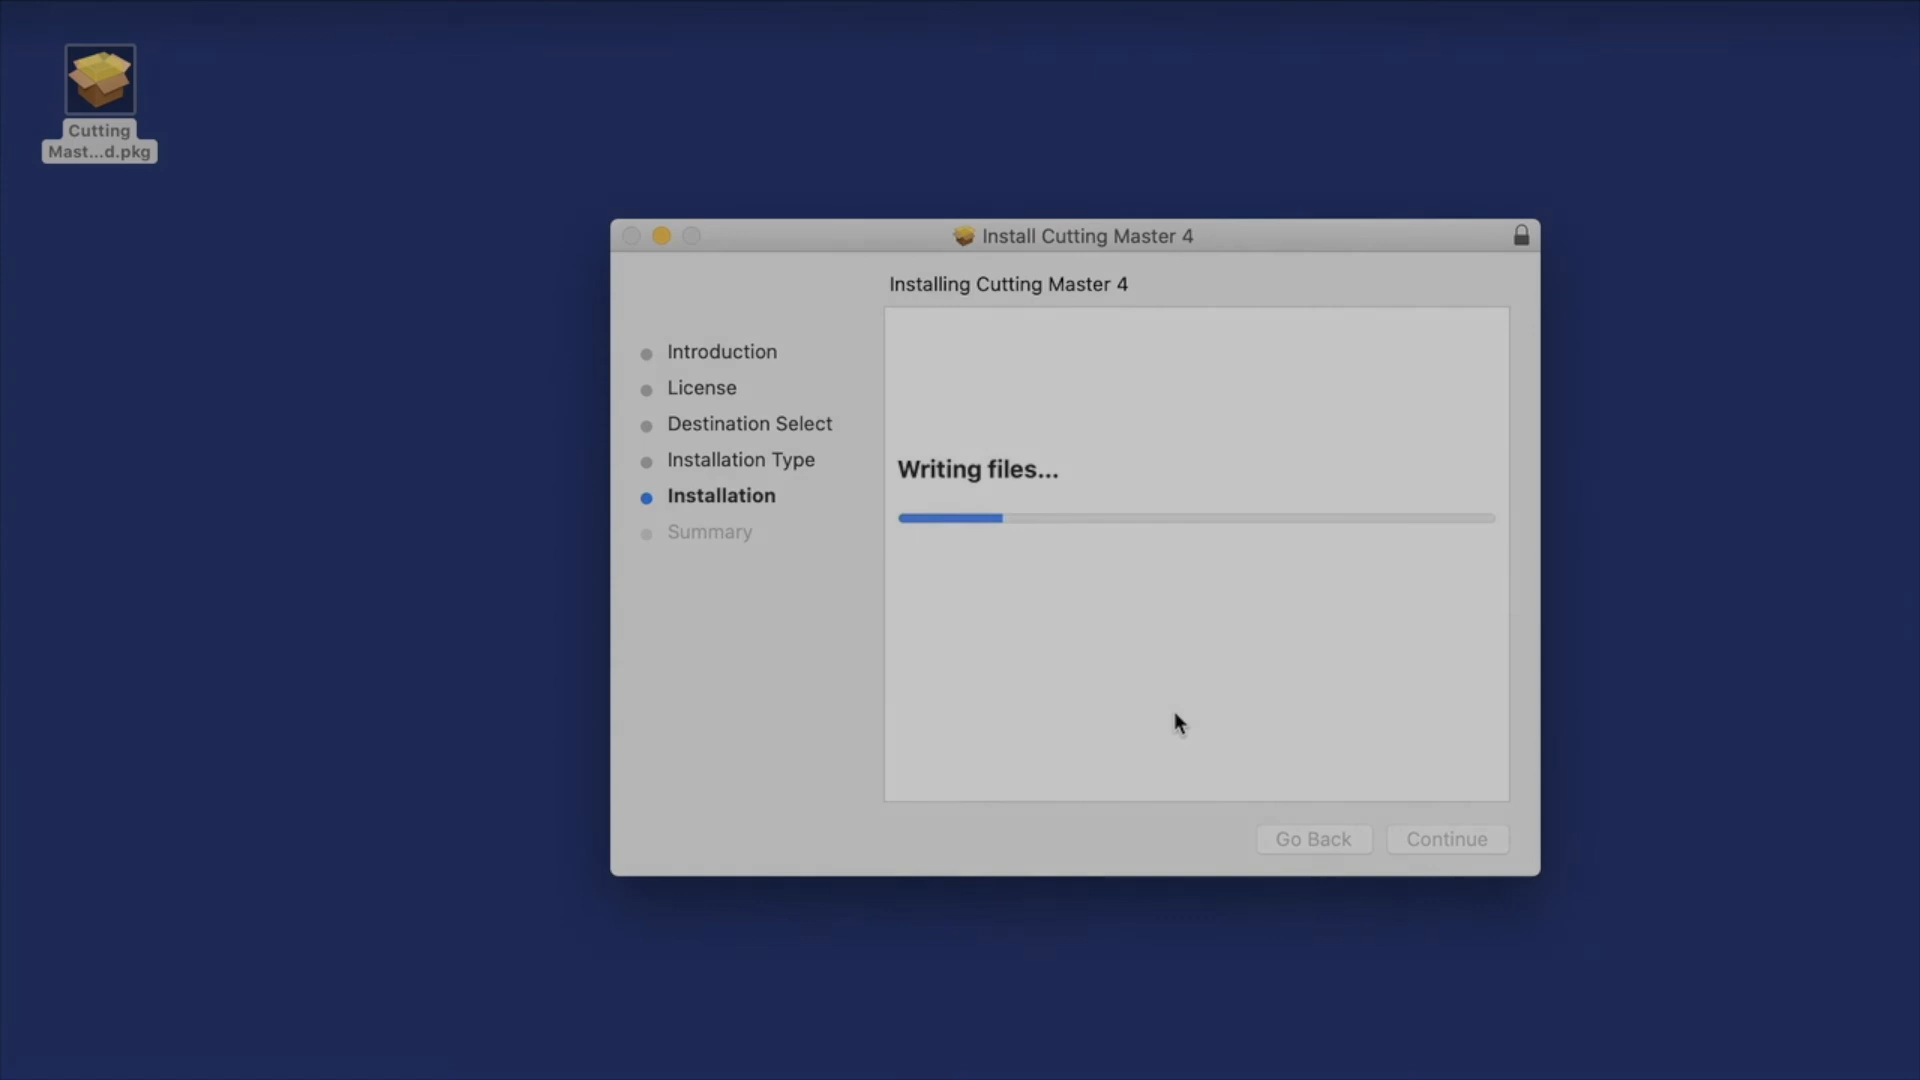 Cutting
Mast...d.pkg
Install Cutting Master 4
Installing Cutting Master 4
Introduction
License
Destination Select
Installation Type
Installation
Summary
Writing files...
Go Back
Continue